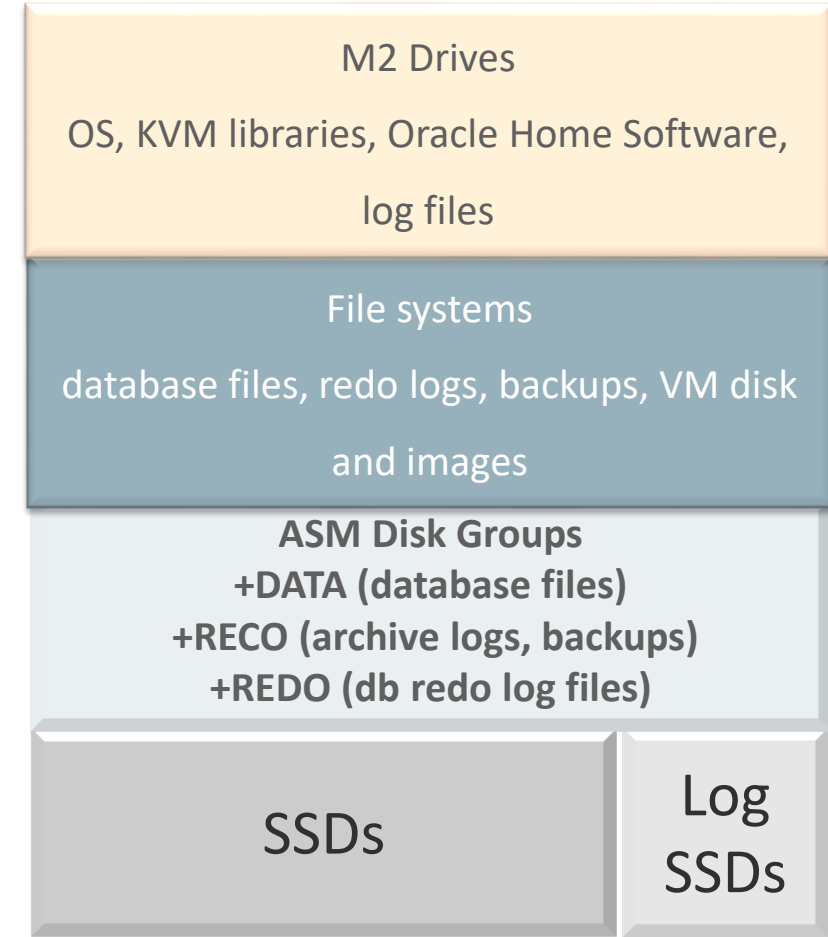 M2 Drives
OS, KVM libraries, Oracle Home Software,
log files
File systems
database files, redo logs, backups, VM disk
and images
ASM Disk Groups
+DATA (database files)
+RECO (archive logs, backups)
+REDO (db redo log files)
SSDs
Log
SSDs